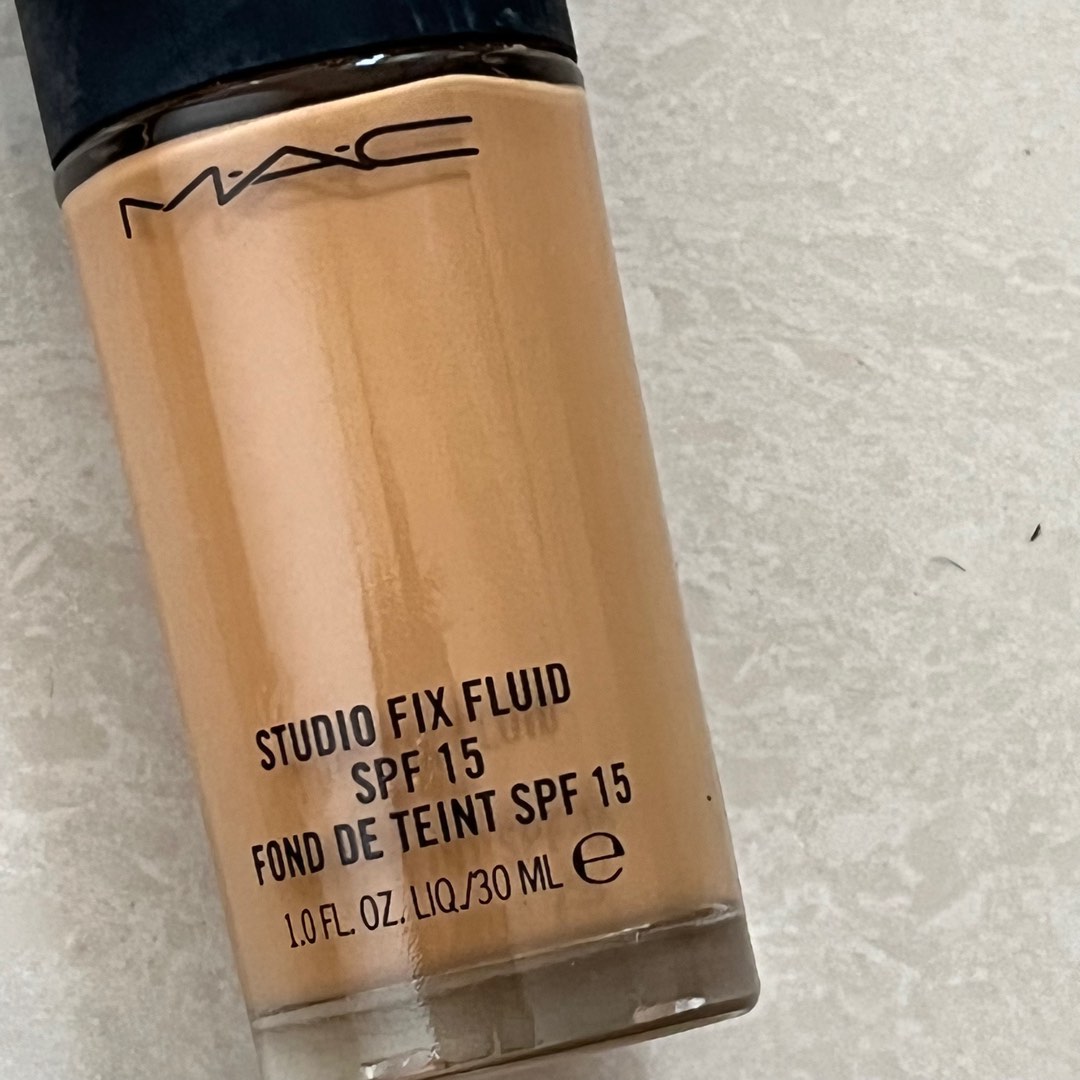 M·A·C
STUDIO FIX FLUID
SPF 15
FOND DE TEINT SPF 15
1.0 FL. OZ. LIQ./30 ML ℮